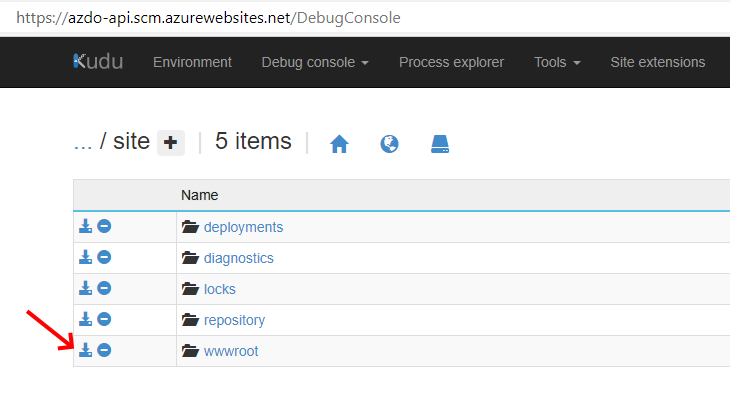 https://azdo-api.scm.azurewebsites.net/DebugConsole
Kudu Environment Debug console Process explorer Tools Site extensions
... / site + | 5 items |
Name
deployments
diagnostics
locks
repository
wwwroot